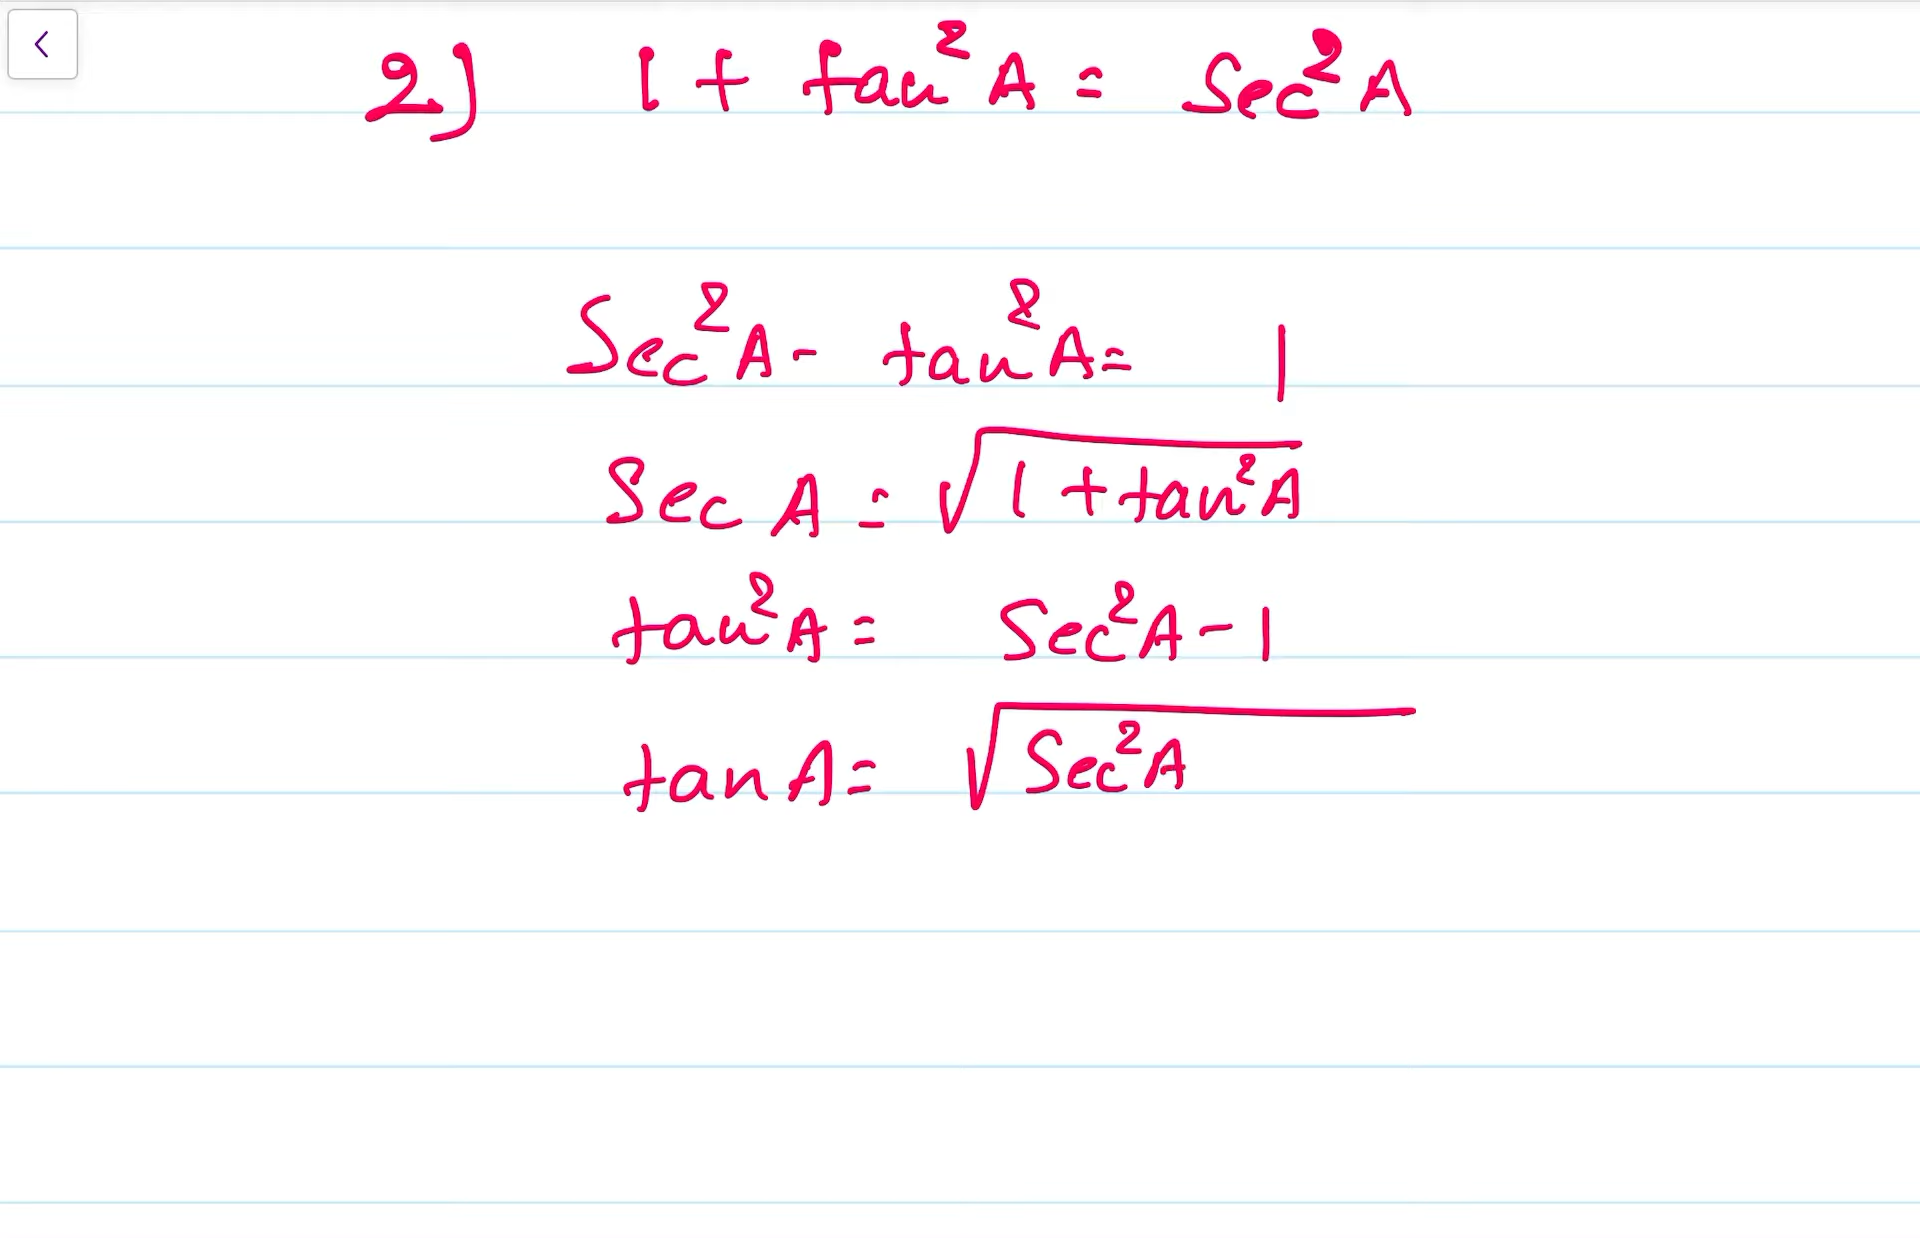 2) 1 + tan²A = Sec²A
Sec²A - tan²A = 1
Sec A = √(1 + tan²A)
tan²A = Sec²A - 1
tan A = √(Sec²A)